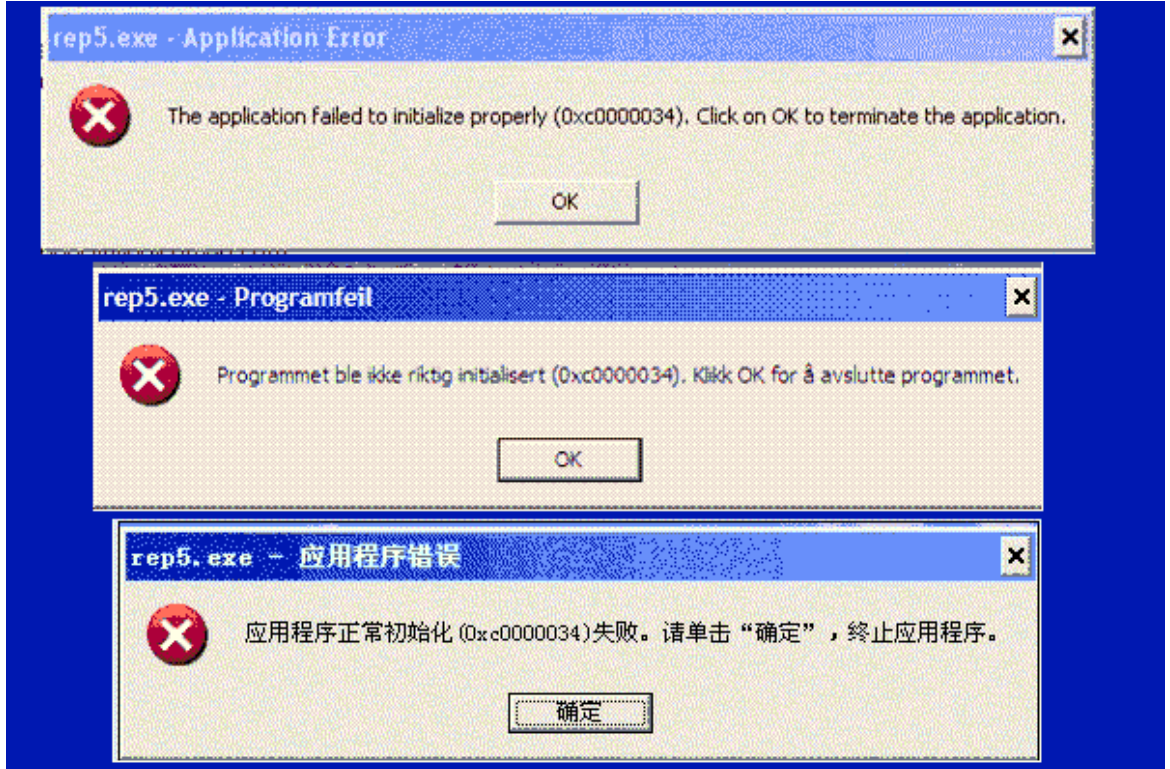 rep5.exe - Application Error
The application failed to initialize properly (0xc0000034). Click on OK to terminate the application.
OK
rep5.exe - Programfeil
Programmet ble ikke riktig initialisert (0xc0000034). Klikk OK for å avslutte programmet.
OK
rep5.exe - 应用程序错误
应用程序正常初始化(0xc0000034)失败。请单击“确定”，终止应用程序。
确定